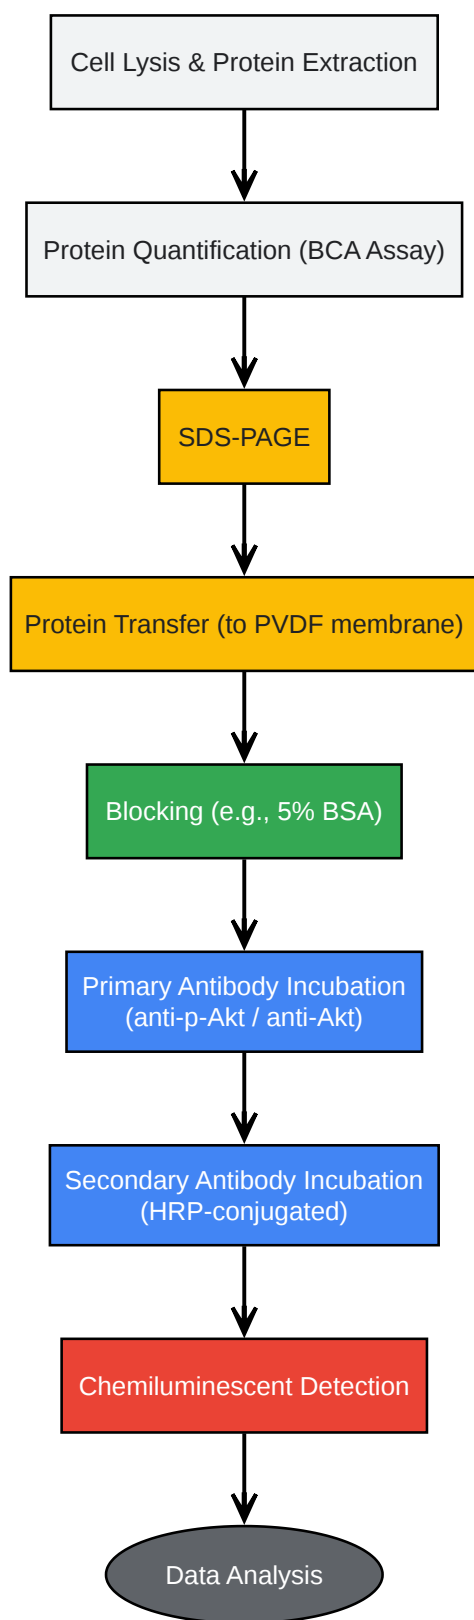 Cell Lysis & Protein Extraction
Protein Quantification (BCA Assay)
SDS-PAGE
Protein Transfer (to PVDF membrane)
Blocking (e.g., 5% BSA)
Primary Antibody Incubation
(anti-p-Akt / anti-Akt)
Secondary Antibody Incubation
(HRP-conjugated)
Chemiluminescent Detection
Data Analysis